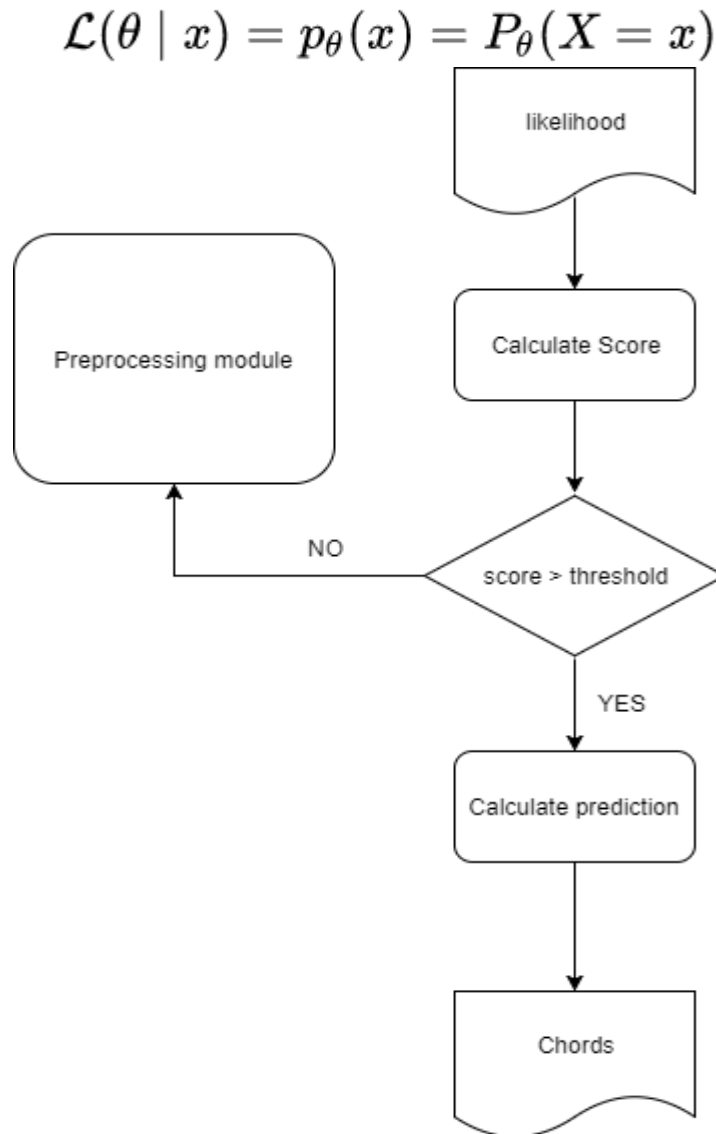 ℒ(θ | x) = p_θ(x) = P_θ(X = x)
likelihood
Calculate Score
Preprocessing module
NO
score > threshold
YES
Calculate prediction
Chords